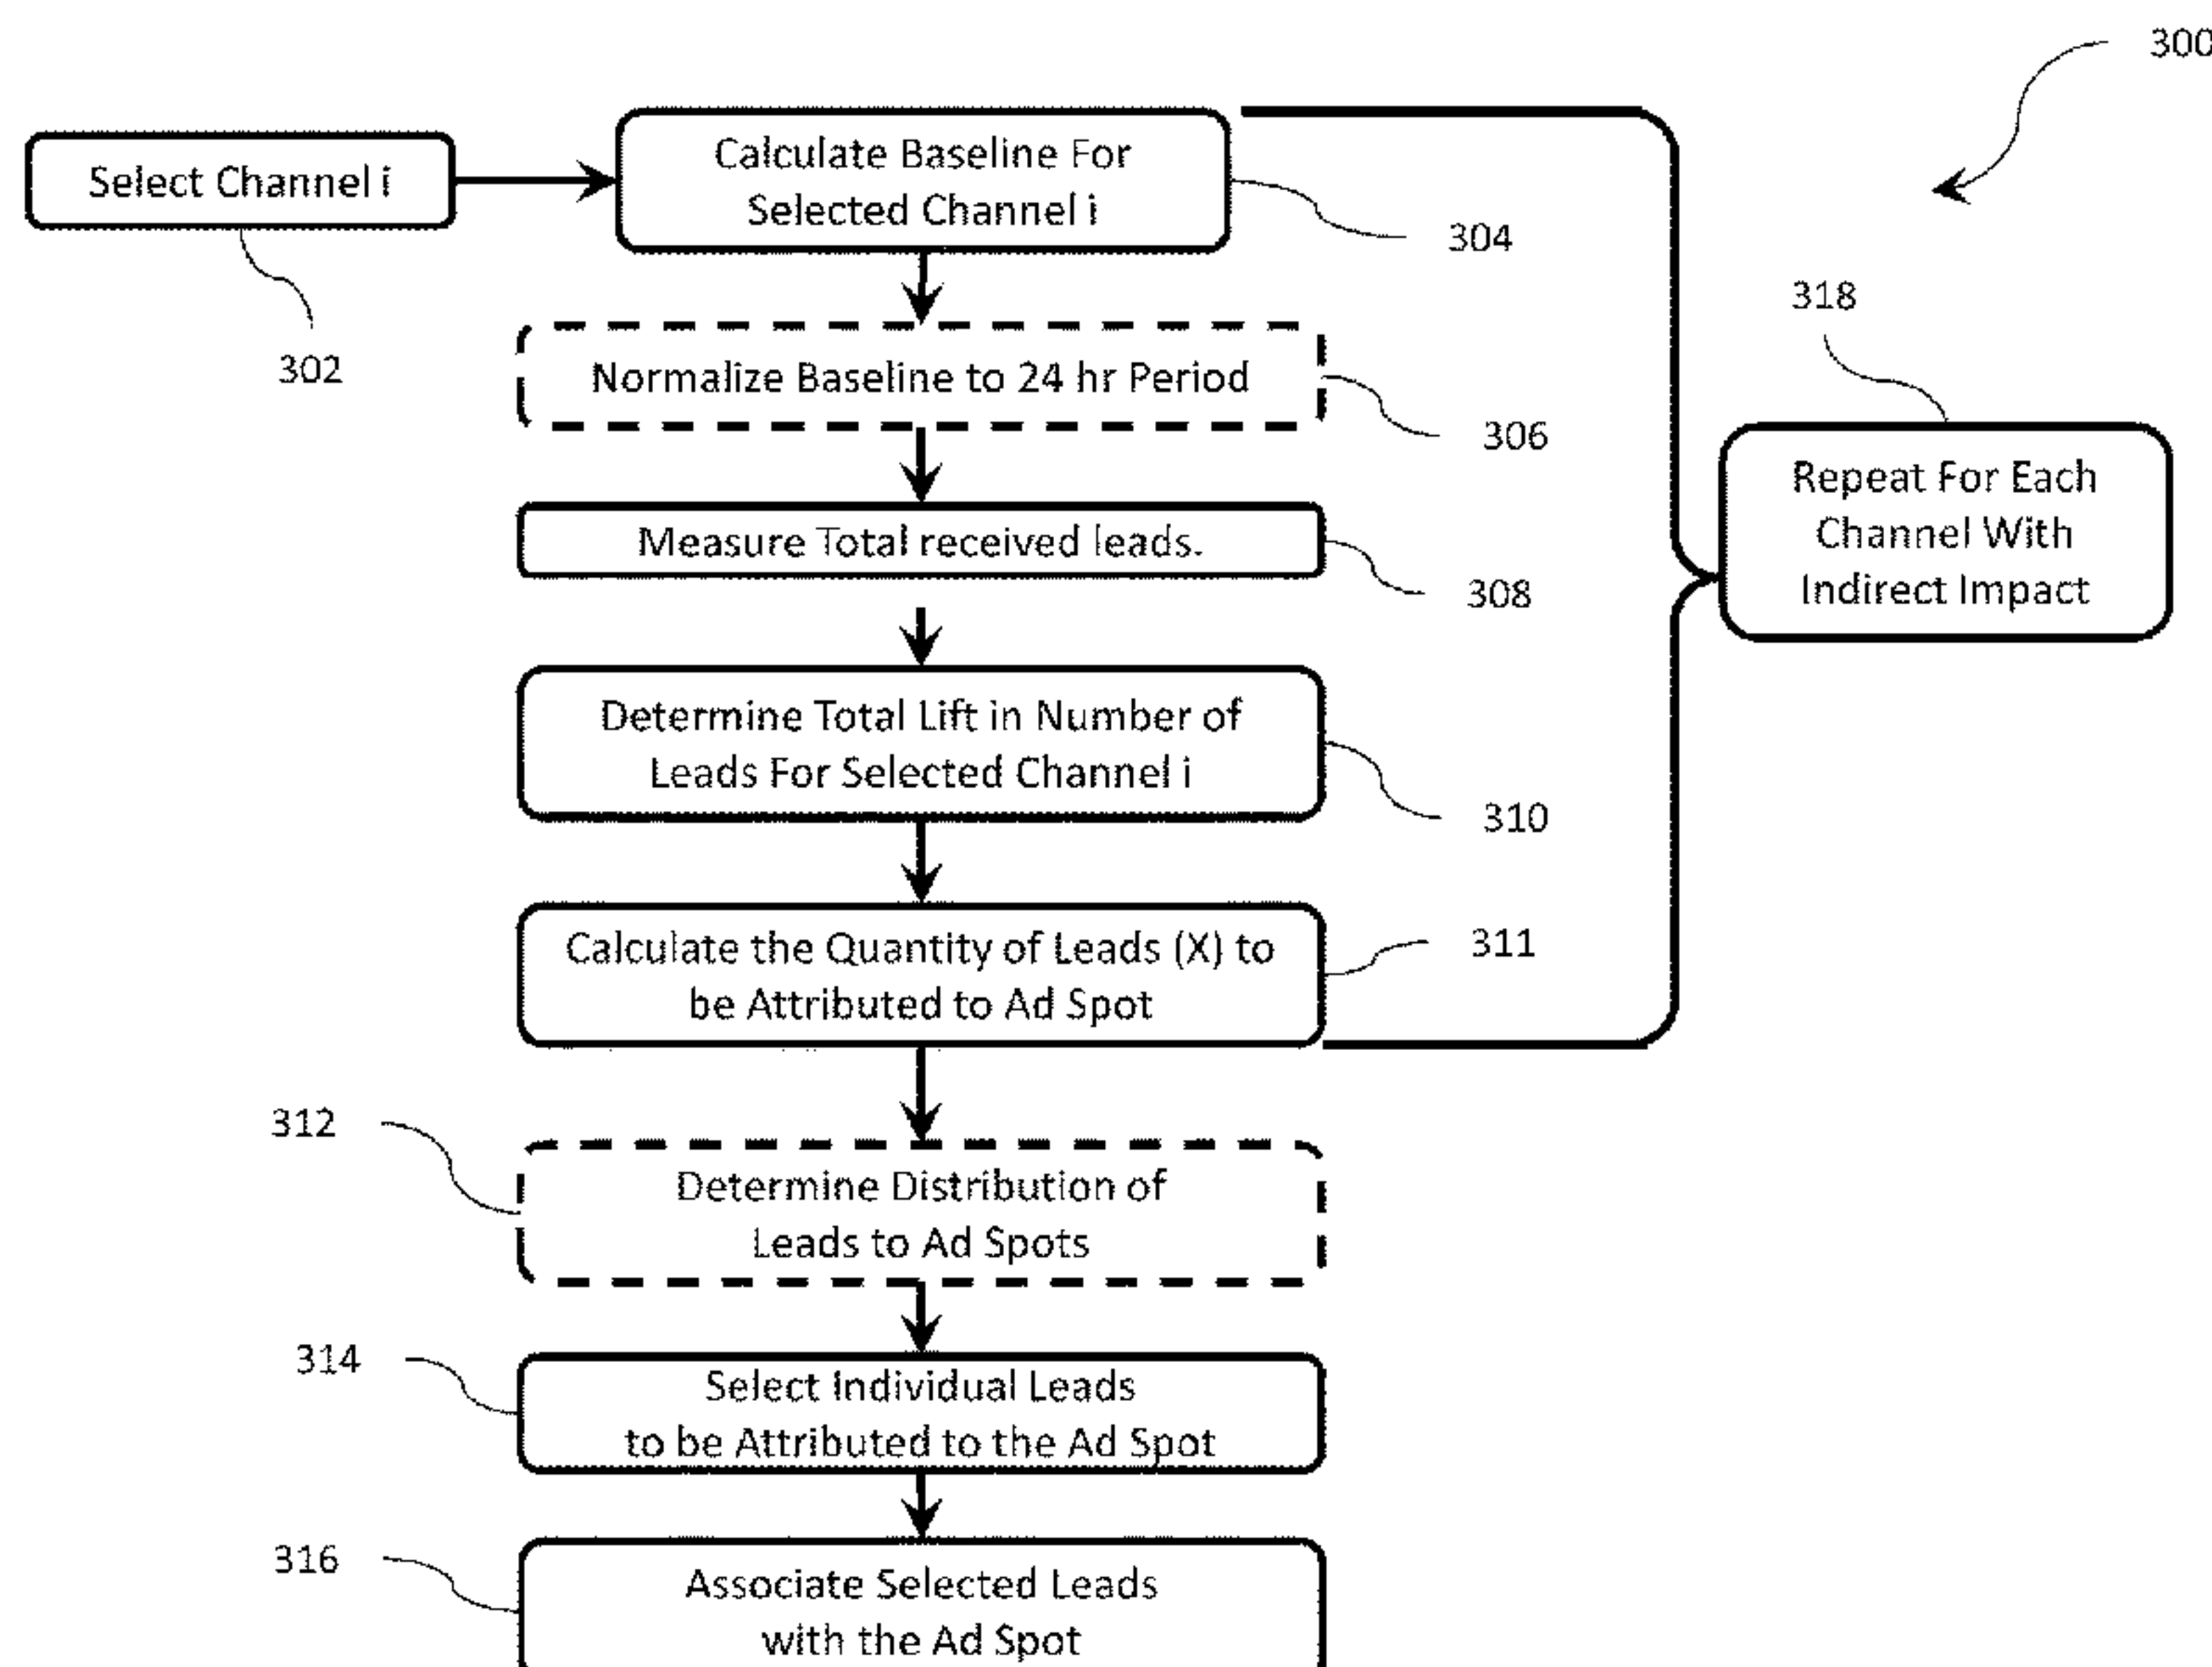 300
Select Channel i
302
Calculate Baseline For
Selected Channel i
304
Normalize Baseline to 24 hr Period
306
318
Repeat For Each
Channel With
Indirect Impact
Measure Total received leads.
308
Determine Total Lift in Number of
Leads For Selected Channel i
310
Calculate the Quantity of Leads (X) to
be Attributed to Ad Spot
311
312
Determine Distribution of
Leads to Ad Spots
314
Select Individual Leads
to be Attributed to the Ad Spot
316
Associate Selected Leads
with the Ad Spot